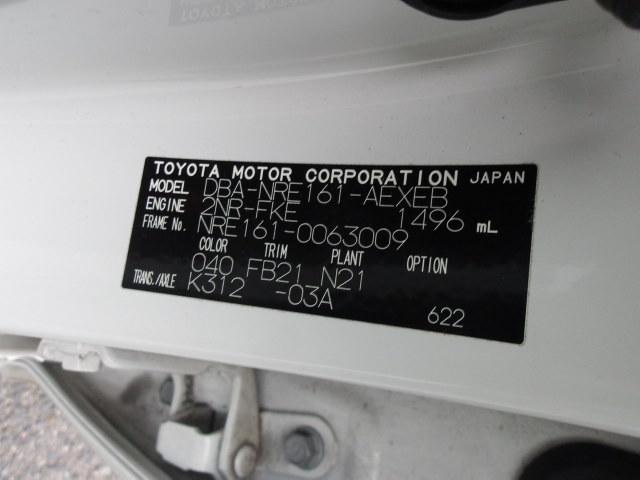 TOYOTA MOTOR CORPORATION JAPAN
MODEL DBA-NRE161-AEXEB
ENGINE 2NR-FKE 1496 mL
FRAME No. NRE161-0063009
COLOR TRIM PLANT OPTION
040 FB21 N21
TRANS./AXLE K312 -03A
622